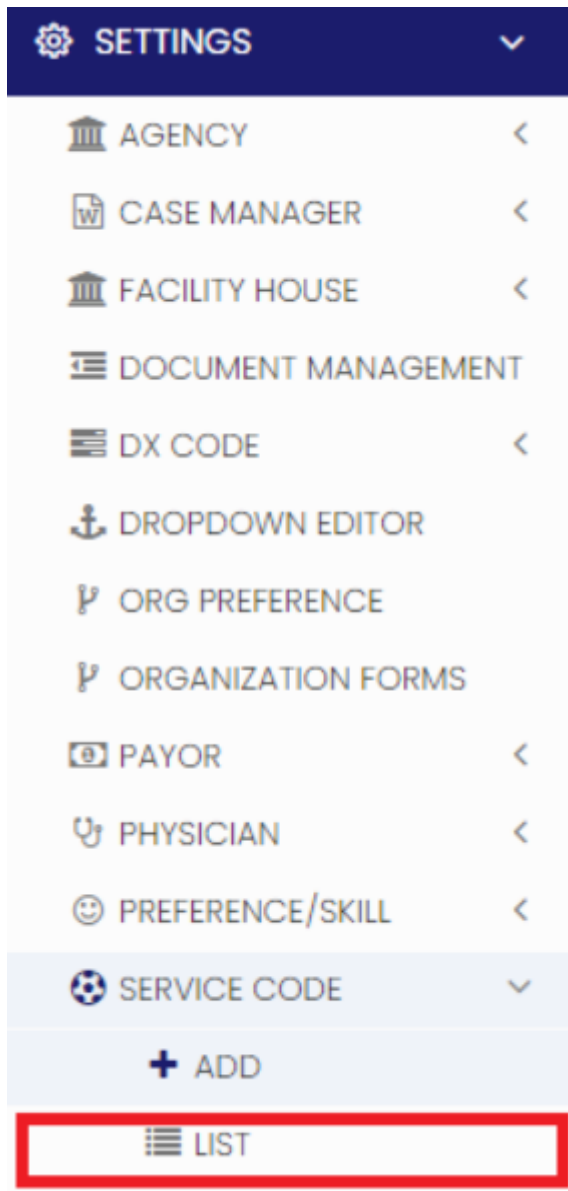 SETTINGS
AGENCY
CASE MANAGER
FACILITY HOUSE
DOCUMENT MANAGEMENT
DX CODE
DROPDOWN EDITOR
ORG PREFERENCE
ORGANIZATION FORMS
PAYOR
PHYSICIAN
PREFERENCE/SKILL
SERVICE CODE
ADD
LIST